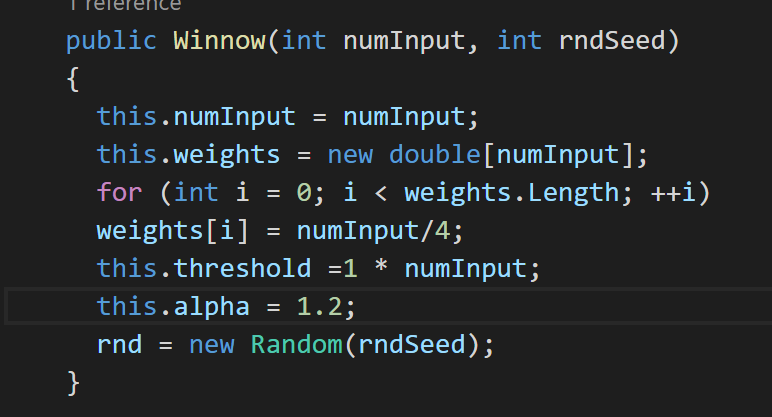 1 reference
public Winnow(int numInput, int rndSeed)
{
this.numInput = numInput;
this.weights = new double[numInput];
for (int i = 0; i < weights.Length; ++i)
weights[i] = numInput/4;
this.threshold =1 * numInput;
this.alpha = 1.2;
rnd = new Random(rndSeed);
}